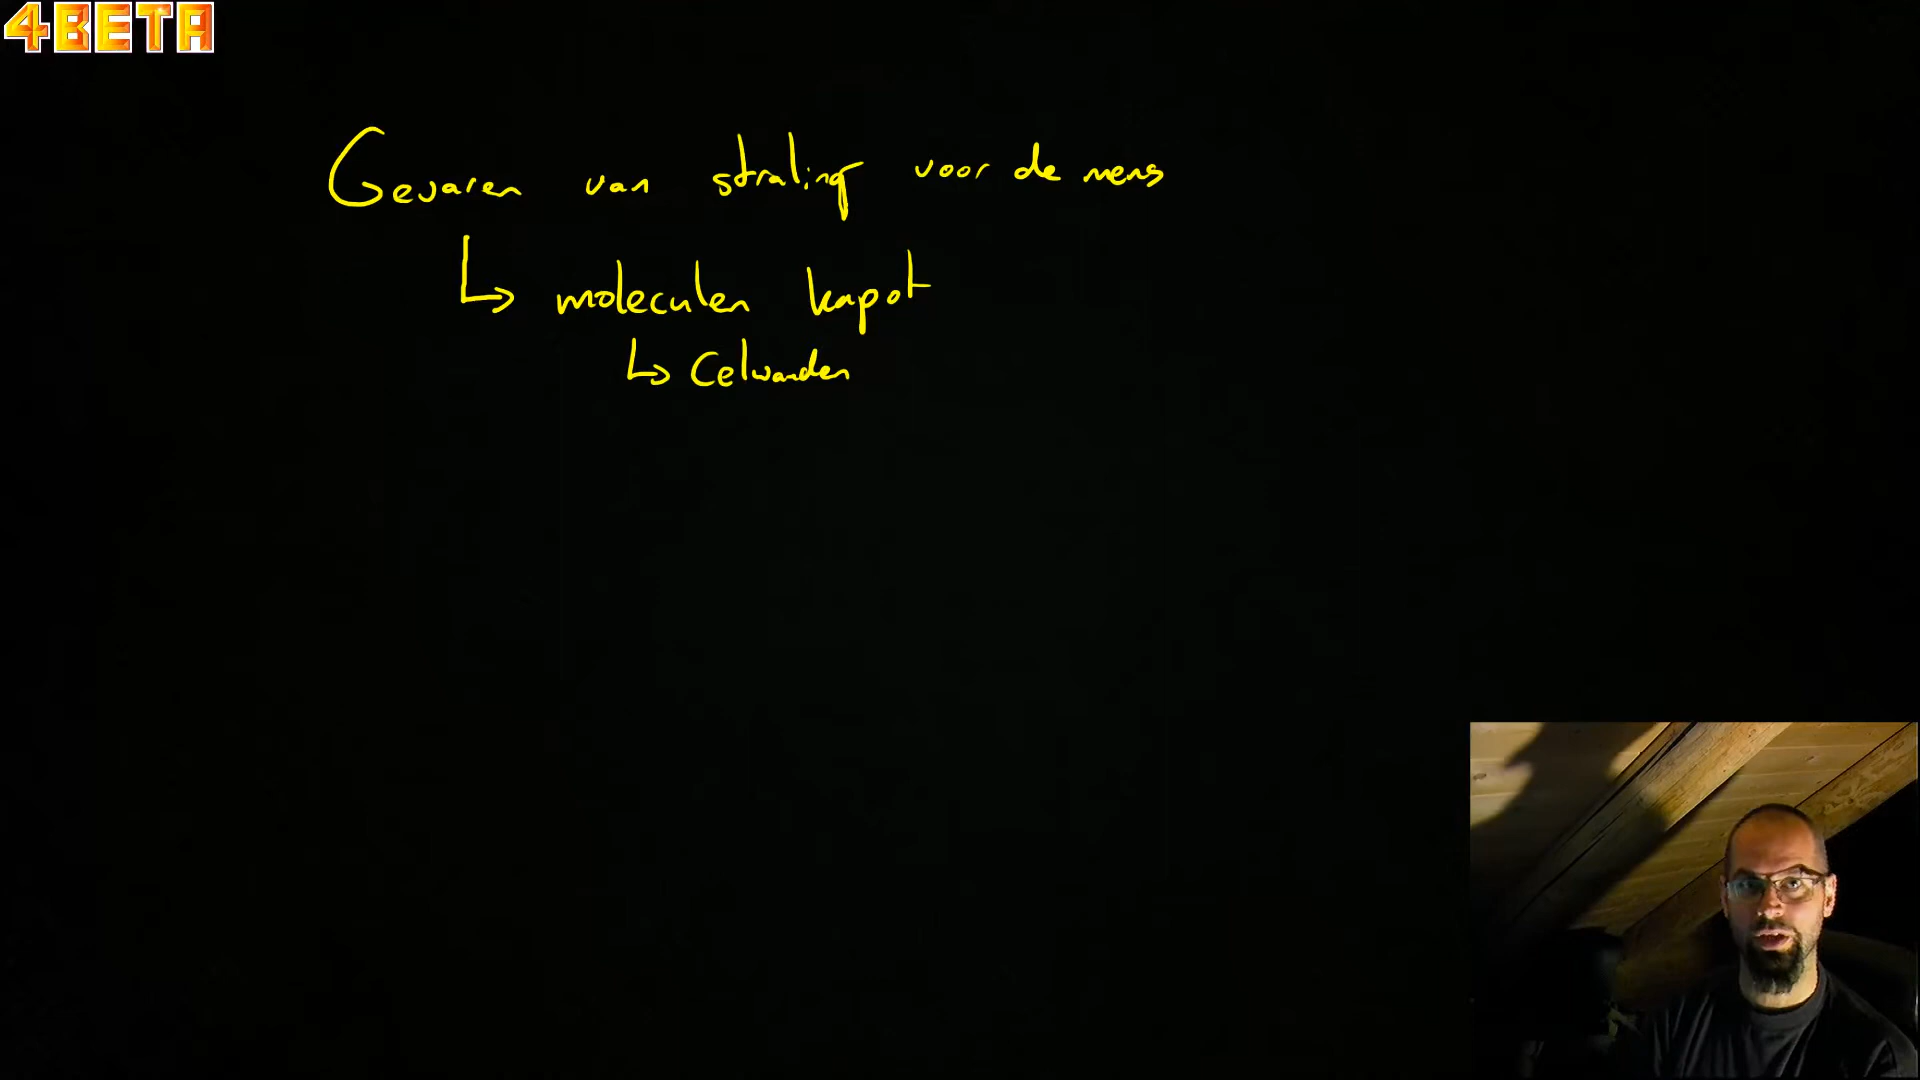 4BETA
Gevaren van straling voor de mens
↳ moleculen kapot
↳ Celwanden